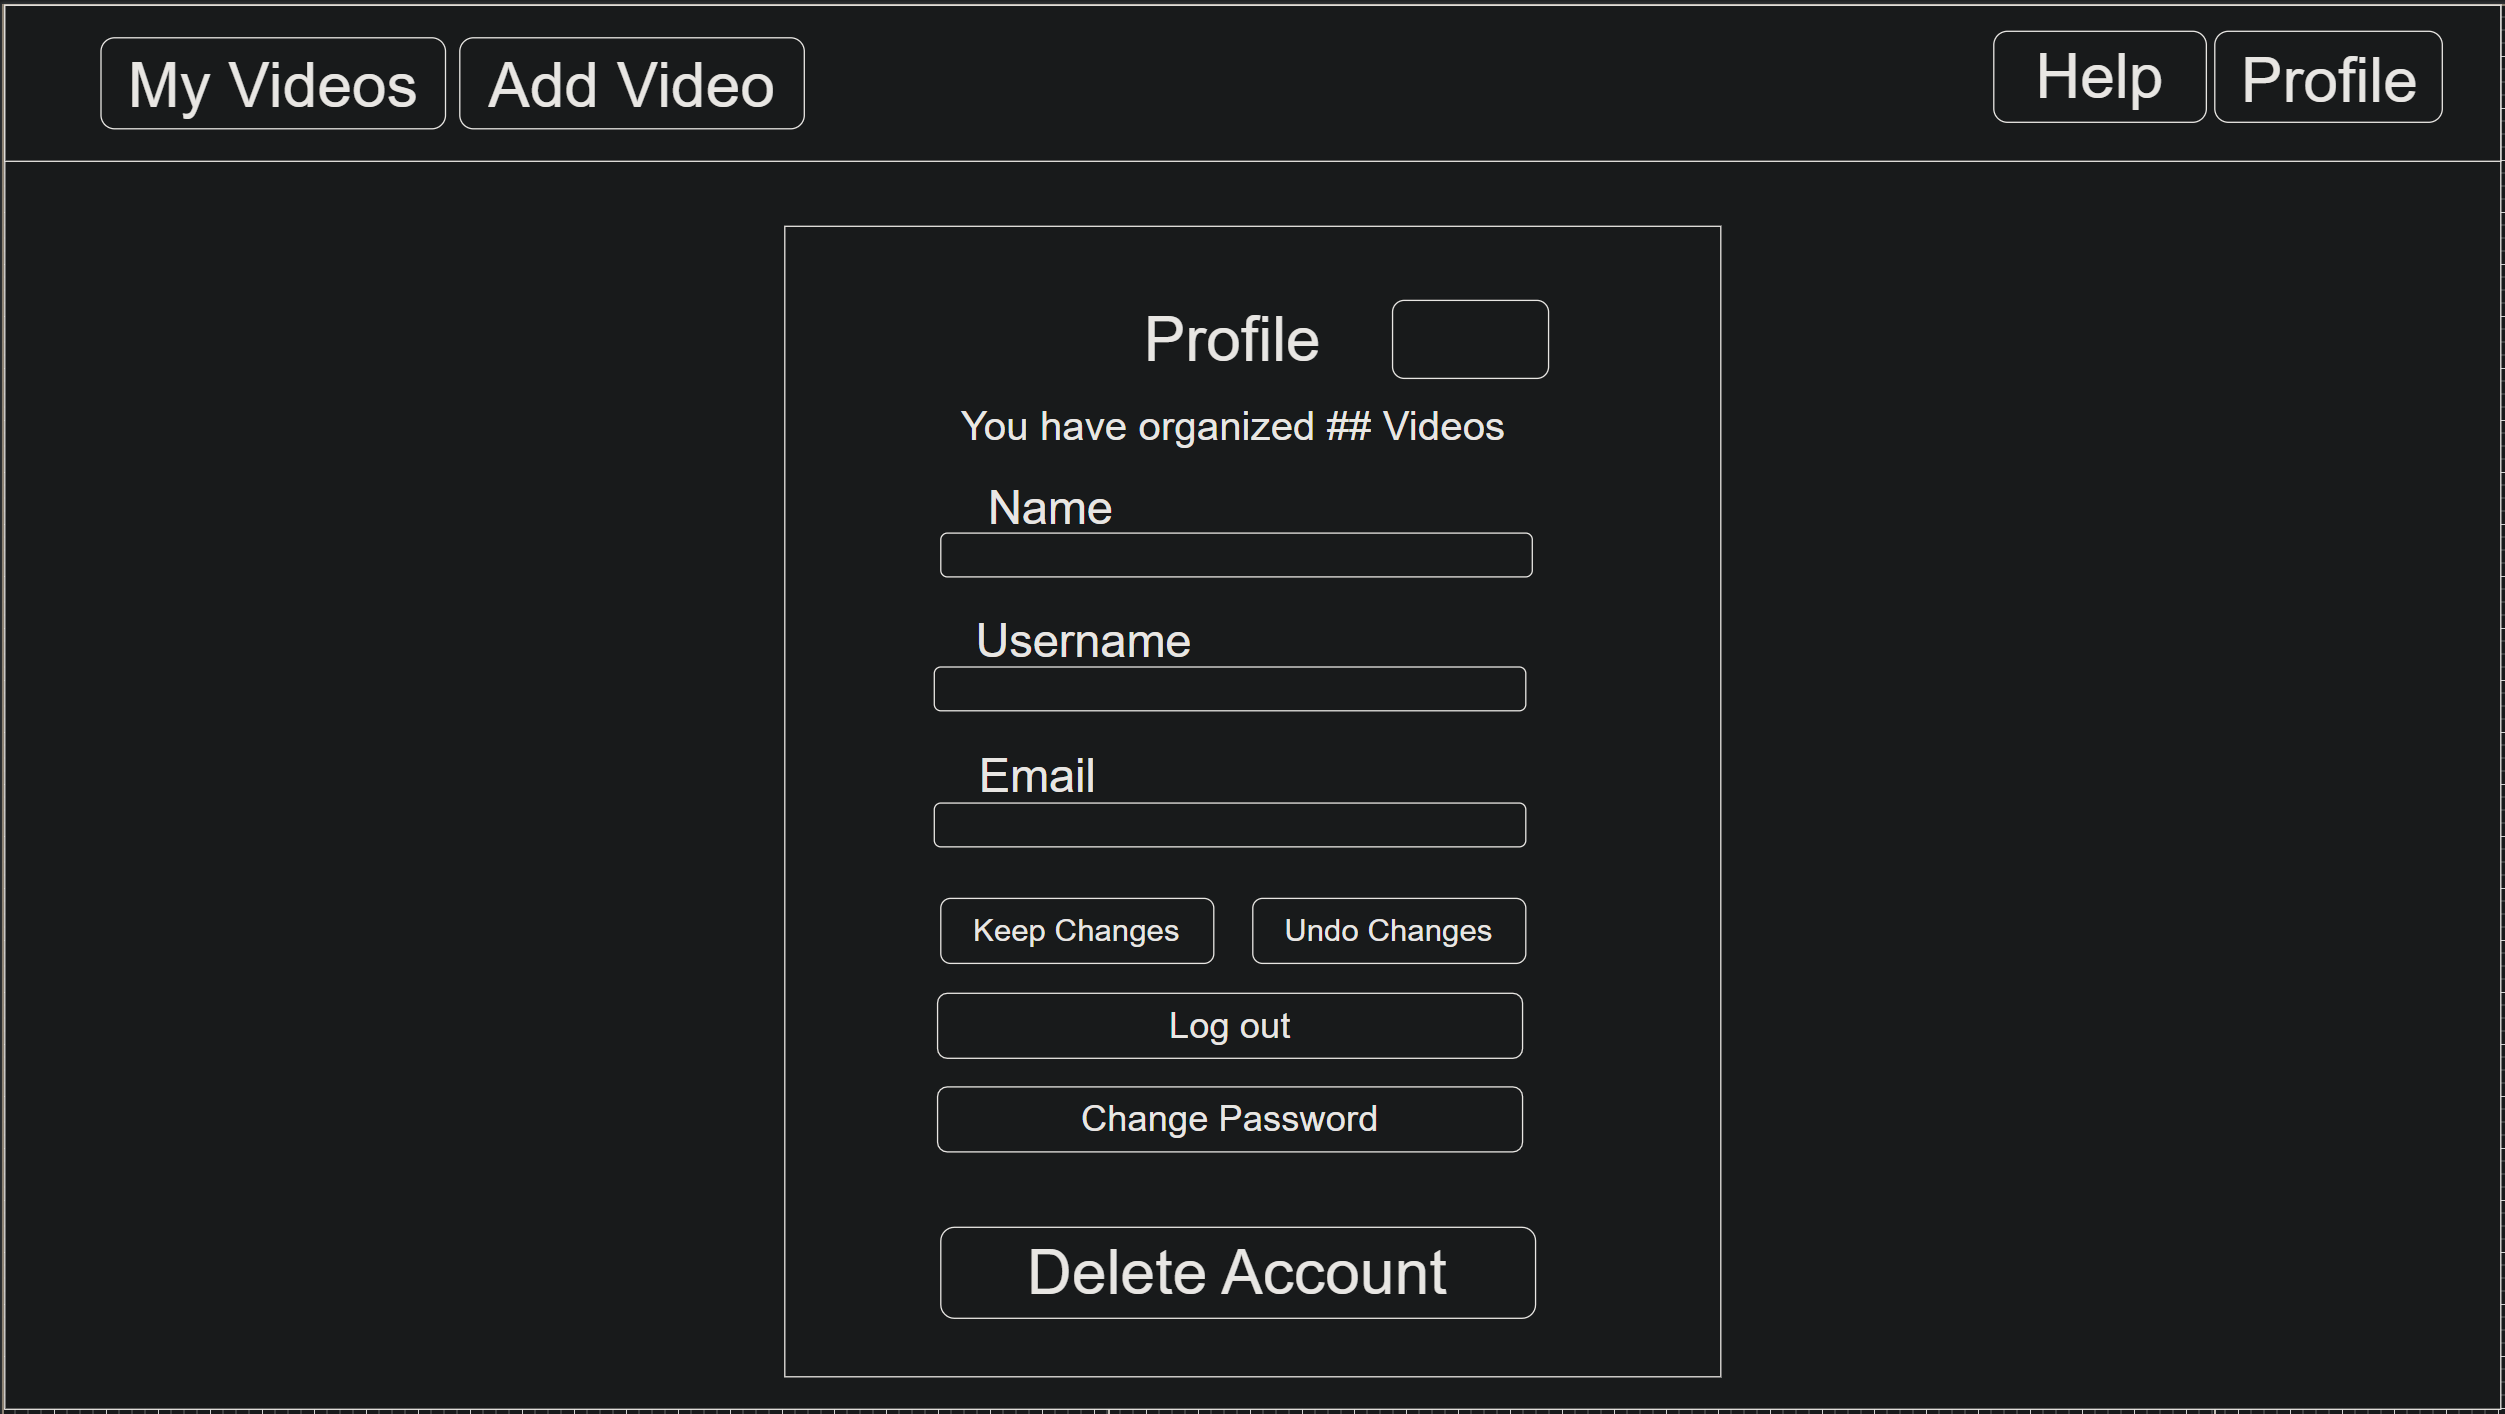 My Videos Add Video Help Profile
Profile
You have organized ## Videos
Name
Username
Email
Keep Changes Undo Changes
Log out
Change Password
Delete Account